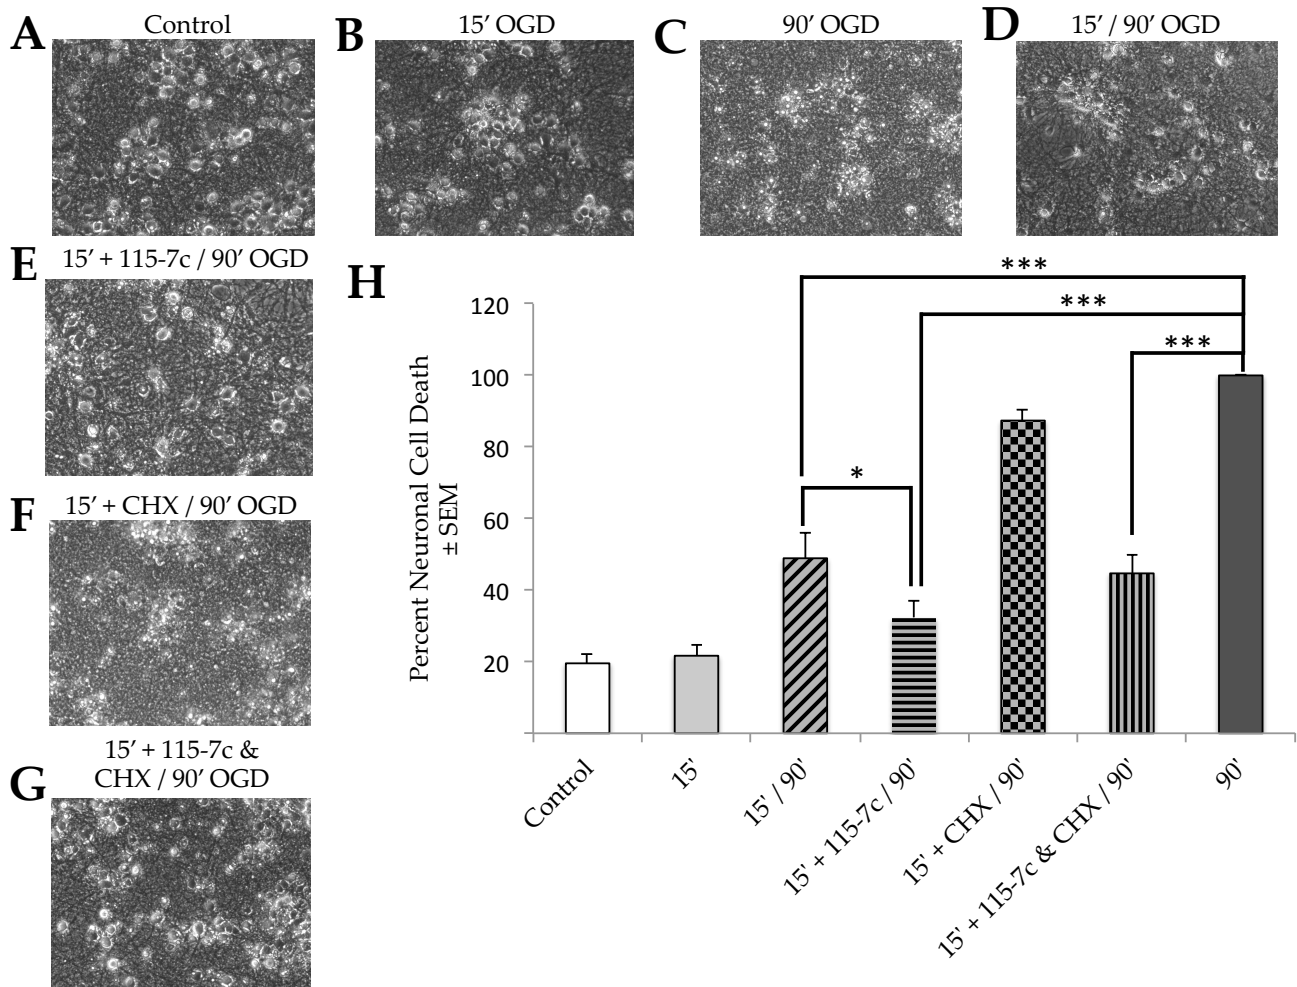 A
Control
B
15′ OGD
C
90′ OGD
D
15′ / 90′ OGD
E
15′ + 115-7c / 90′ OGD
F
15′ + CHX / 90′ OGD
G
15′ + 115-7c &
CHX / 90′ OGD
H
Percent Neuronal Cell Death
± SEM
120
100
80
60
40
20
***
***
***
*
Control
15'
15' / 90'
15' + 115-7c / 90'
15' + CHX / 90'
15' + 115-7c & CHX / 90'
90'